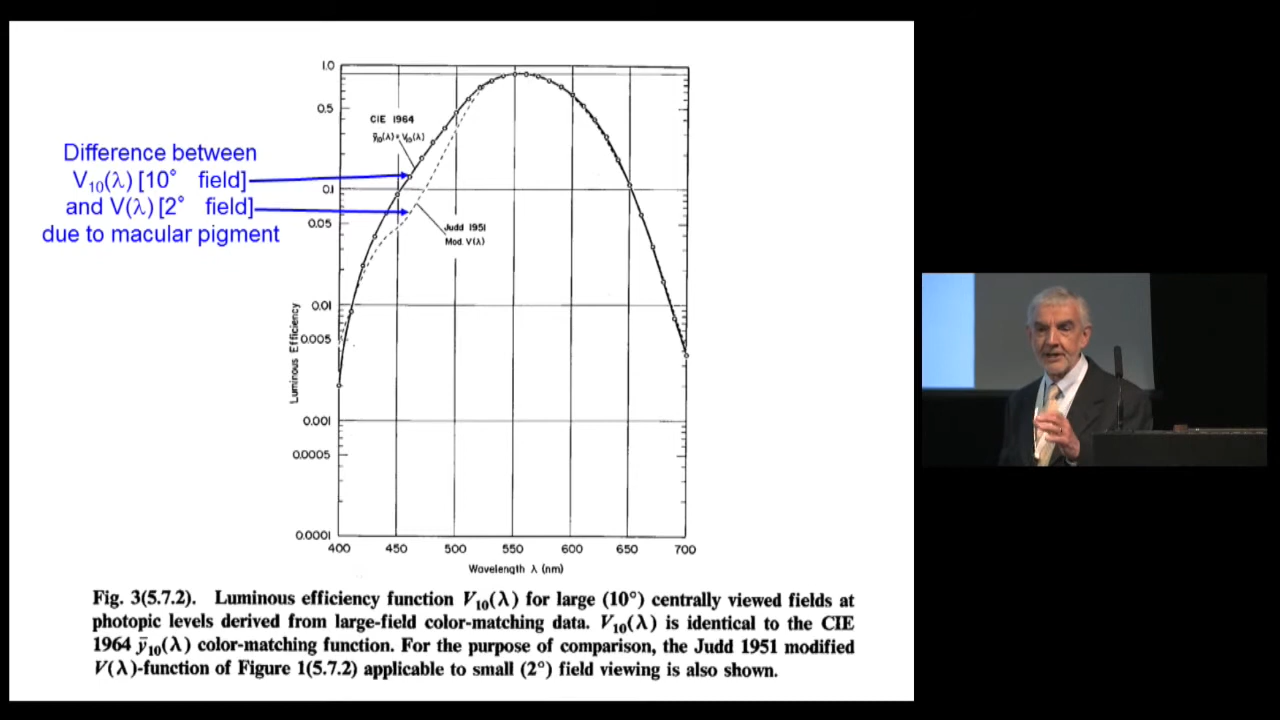 Difference between
V₁₀(λ) [10° field]
and V(λ) [2° field]
due to macular pigment
1.0
0.5
0.1
0.05
0.01
0.005
0.001
0.0005
0.0001
Luminous Efficiency
CIE 1964
ȳ₁₀(λ) = V₁₀(λ)
Judd 1951
Mod. V(λ)
400 450 500 550 600 650 700
Wavelength λ (nm)
Fig. 3(5.7.2). Luminous efficiency function V₁₀(λ) for large (10°) centrally viewed fields at
photopic levels derived from large-field color-matching data. V₁₀(λ) is identical to the CIE
1964 ȳ₁₀(λ) color-matching function. For the purpose of comparison, the Judd 1951 modified
V(λ)-function of Figure 1(5.7.2) applicable to small (2°) field viewing is also shown.